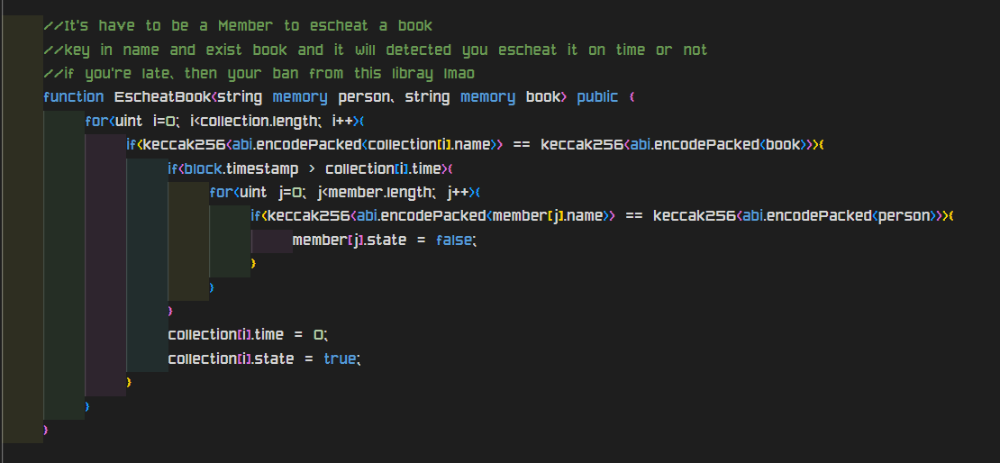 //It's have to be a Member to escheat a book
//key in name and exist book and it will detected you escheat it on time or not
//if you're late, then your ban from this libray lmao
function EscheatBook(string memory person, string memory book) public {
for(uint i=0; i<collection.length; i++){
if(keccak256(abi.encodePacked(collection[i].name)) == keccak256(abi.encodePacked(book))){
if(block.timestamp > collection[i].time){
for(uint j=0; j<member.length; j++){
if(keccak256(abi.encodePacked(member[j].name)) == keccak256(abi.encodePacked(person))){
member[j].state = false;
}
}
}
collection[i].time = 0;
collection[i].state = true;
}
}
}